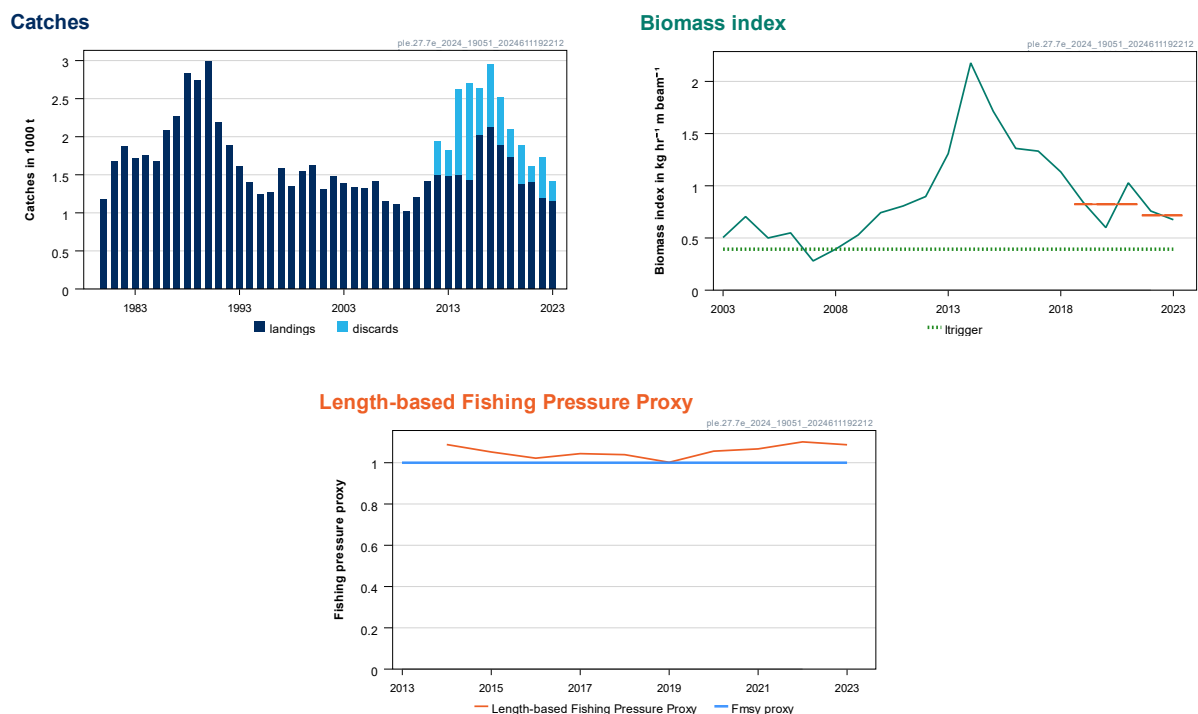 Catches
ple.27.7e_2024_19051_2024611192212
Catches in 1000 t
3
2.5
2
1.5
1
0.5
0
1983 1993 2003 2013 2023
landings discards
Biomass index
ple.27.7e_2024_19051_2024611192212
Biomass index in kg hr⁻¹ m beam⁻¹
2
1.5
1
0.5
0
2003 2008 2013 2018 2023
Itrigger
Length-based Fishing Pressure Proxy
ple.27.7e_2024_19051_2024611192212
Fishing pressure proxy
1
0.8
0.6
0.4
0.2
0
2013 2015 2017 2019 2021 2023
Length-based Fishing Pressure Proxy Fmsy proxy